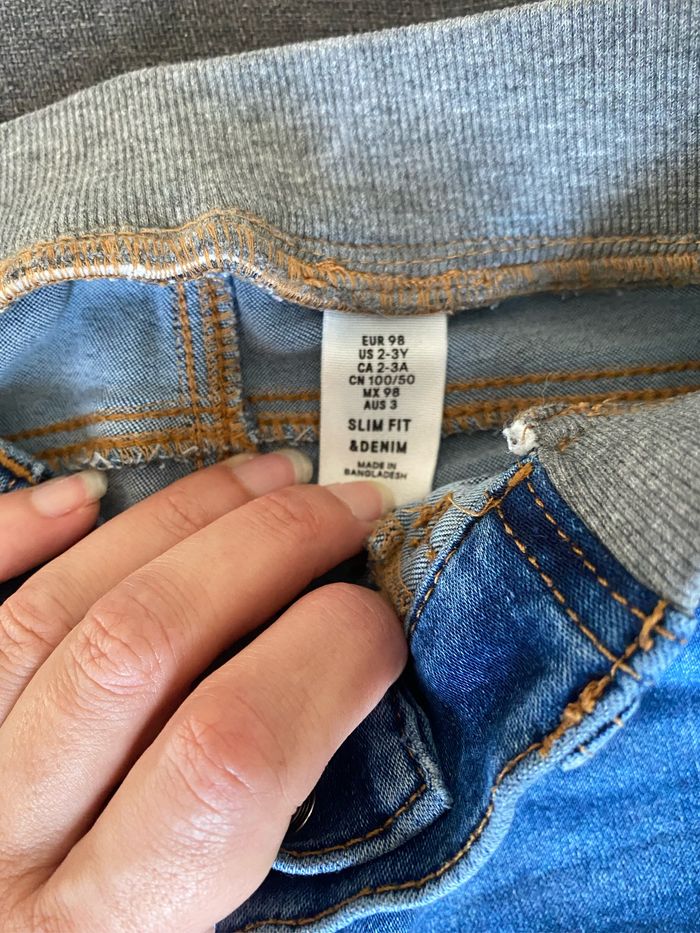 EUR 98
US 2-3Y
CA 2-3A
CN 100/50
MX 98
AUS 3
SLIM FIT
&DENIM
MADE IN
BANGLADESH